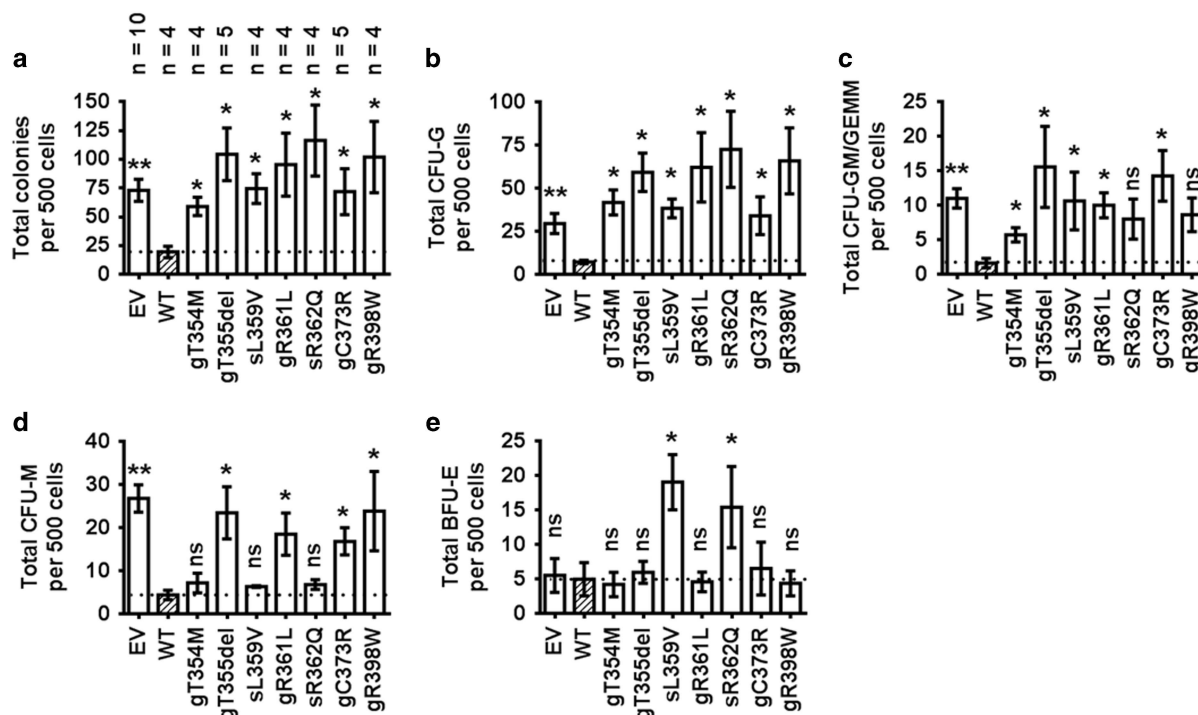 a
n = 10
n = 4
n = 4
n = 5
n = 4
n = 4
n = 4
n = 5
n = 4
Total colonies
per 500 cells
150
125
100
75
50
25
0
**
*
*
*
*
*
*
*
EV
WT
gT354M
gT355del
sL359V
gR361L
sR362Q
gC373R
gR398W
b
Total CFU-G
per 500 cells
100
75
50
25
0
**
*
*
*
*
*
*
*
EV
WT
gT354M
gT355del
sL359V
gR361L
sR362Q
gC373R
gR398W
c
Total CFU-GM/GEMM
per 500 cells
25
20
15
10
5
0
**
*
*
*
*
ns
*
ns
EV
WT
gT354M
gT355del
sL359V
gR361L
sR362Q
gC373R
gR398W
d
Total CFU-M
per 500 cells
40
30
20
10
0
**
ns
*
ns
*
ns
*
*
EV
WT
gT354M
gT355del
sL359V
gR361L
sR362Q
gC373R
gR398W
e
Total BFU-E
per 500 cells
25
20
15
10
5
0
ns
ns
ns
*
ns
*
ns
ns
EV
WT
gT354M
gT355del
sL359V
gR361L
sR362Q
gC373R
gR398W